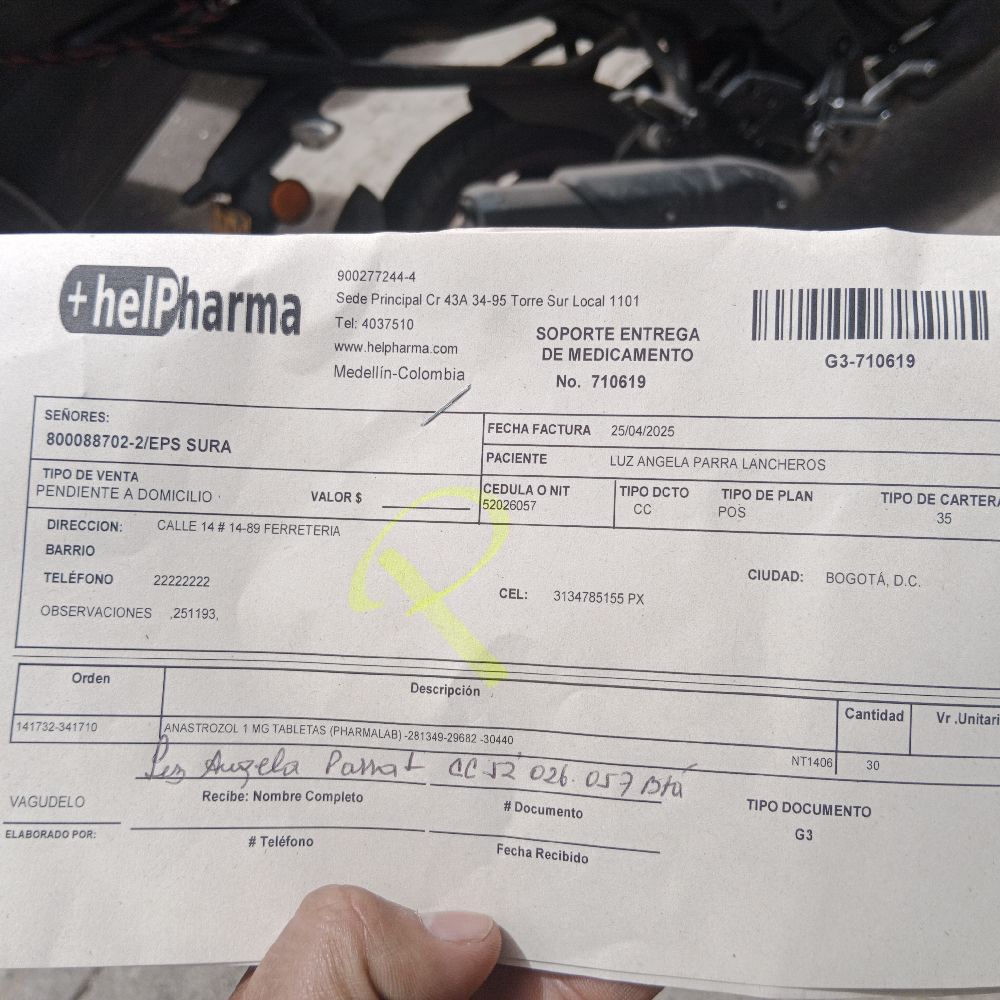 +helPharma
900277244-4
Sede Principal Cr 43A 34-95 Torre Sur Local 1101
Tel: 4037510
www.helpharma.com
Medellín-Colombia
SOPORTE ENTREGA
DE MEDICAMENTO
No. 710619
G3-710619
SEÑORES:
800088702-2/EPS SURA
FECHA FACTURA 25/04/2025
PACIENTE LUZ ANGELA PARRA LANCHEROS
TIPO DE VENTA
PENDIENTE A DOMICILIO
VALOR $
CEDULA O NIT
52026057
TIPO DCTO
CC
TIPO DE PLAN
POS
TIPO DE CARTERA
35
DIRECCION: CALLE 14 # 14-89 FERRETERIA
BARRIO
TELÉFONO 22222222
CEL: 3134785155 PX
CIUDAD: BOGOTÁ, D.C.
OBSERVACIONES ,251193,
P
Orden Descripción Cantidad Vr .Unitari
141732-341710 ANASTROZOL 1 MG TABLETAS (PHARMALAB) -281349-29682 -30440 NT1406 30
Angela Parra L CC 52 026.057 Btá
VAGUDELO
ELABORADO POR:
Recibe: Nombre Completo
# Documento
TIPO DOCUMENTO
G3
# Teléfono
Fecha Recibido